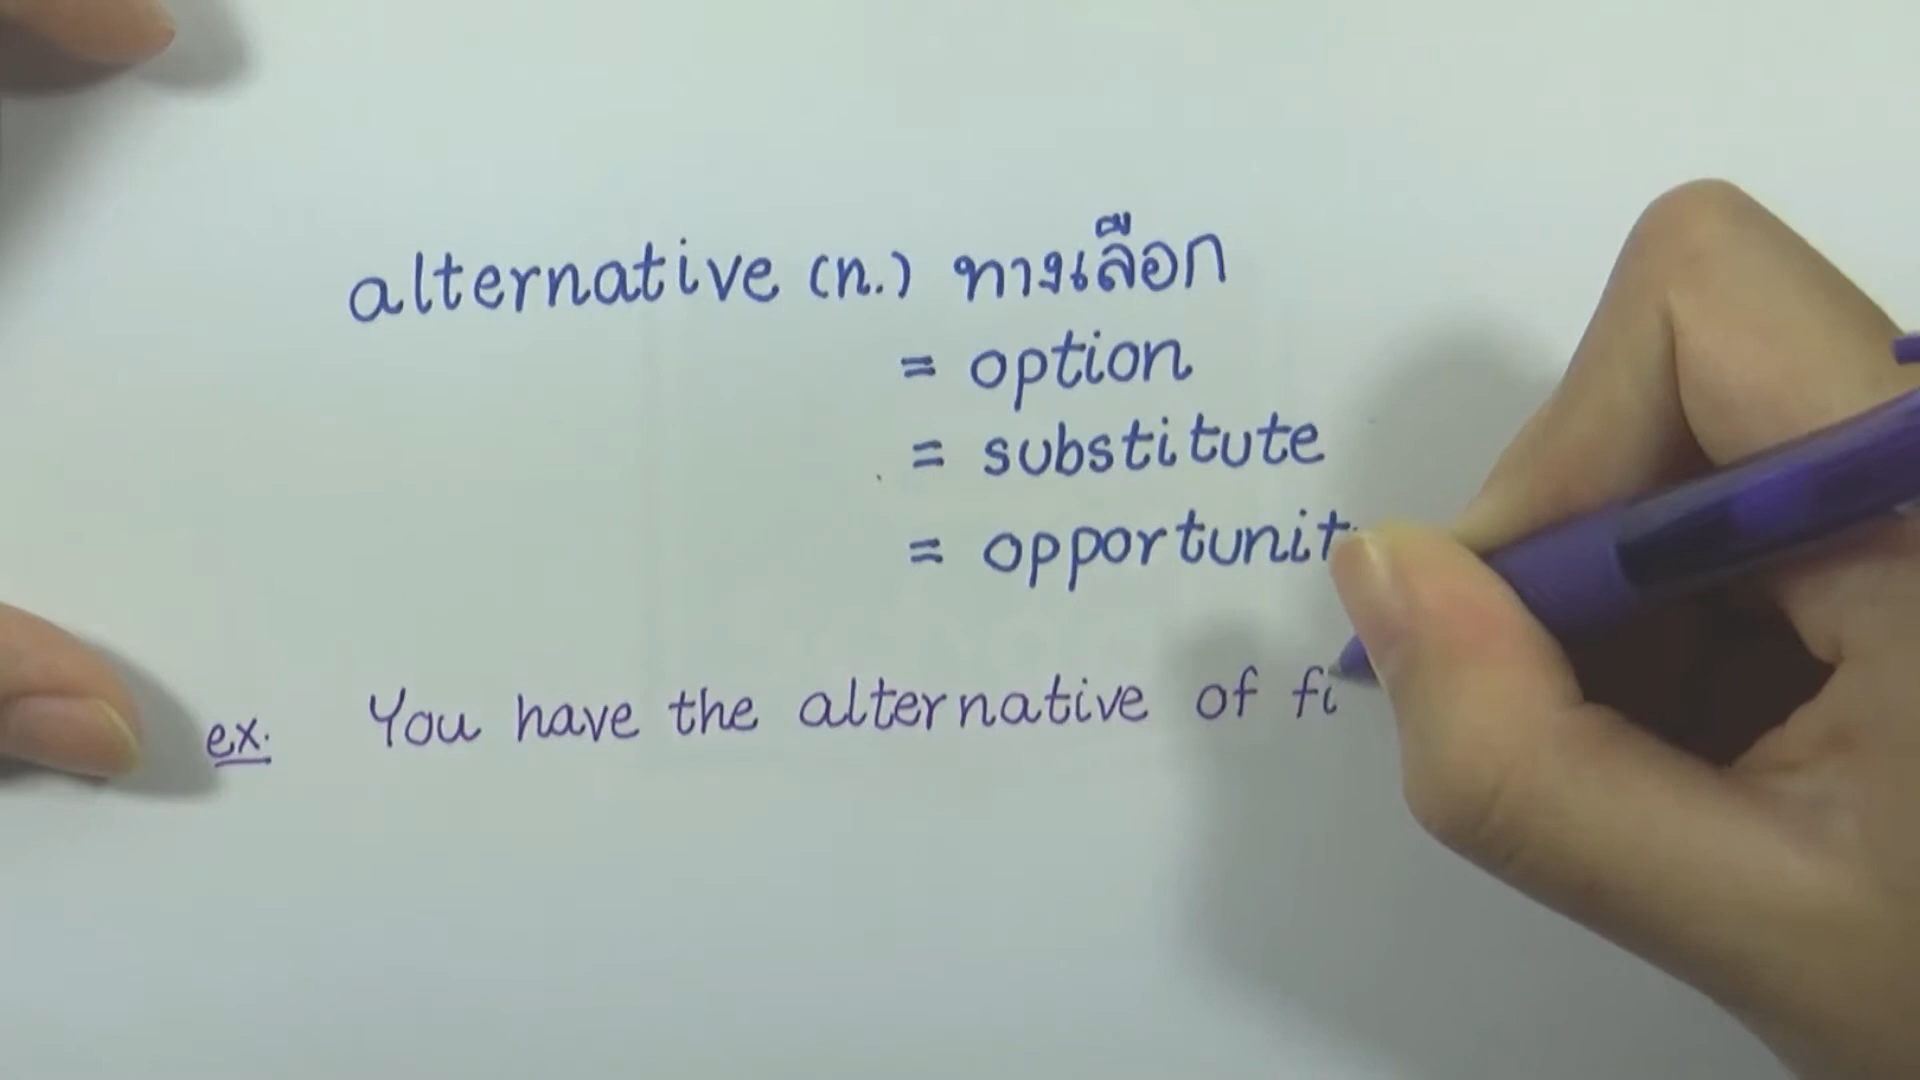 alternative (n.) ทางเลือก
= option
= substitute
= opportunit
ex. You have the alternative of fi